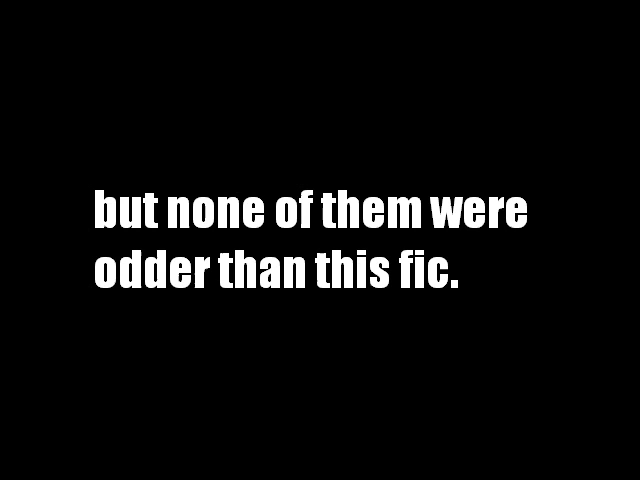 but none of them were
odder than this fic.